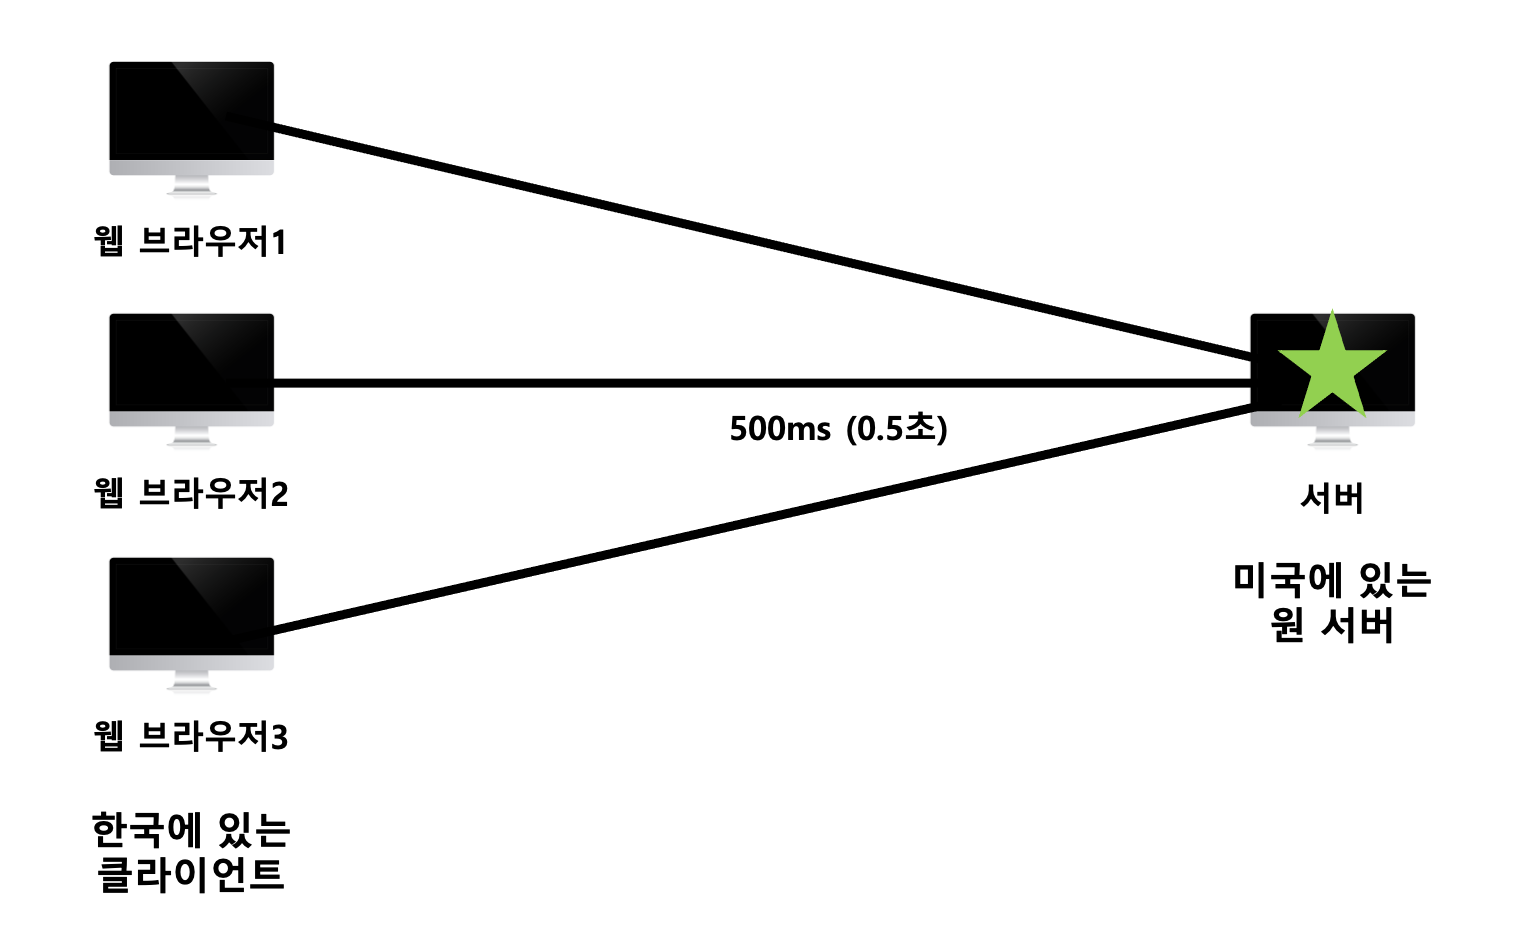 웹 브라우저1
웹 브라우저2
500ms (0.5초)
서버
미국에 있는
원 서버
웹 브라우저3
한국에 있는
클라이언트